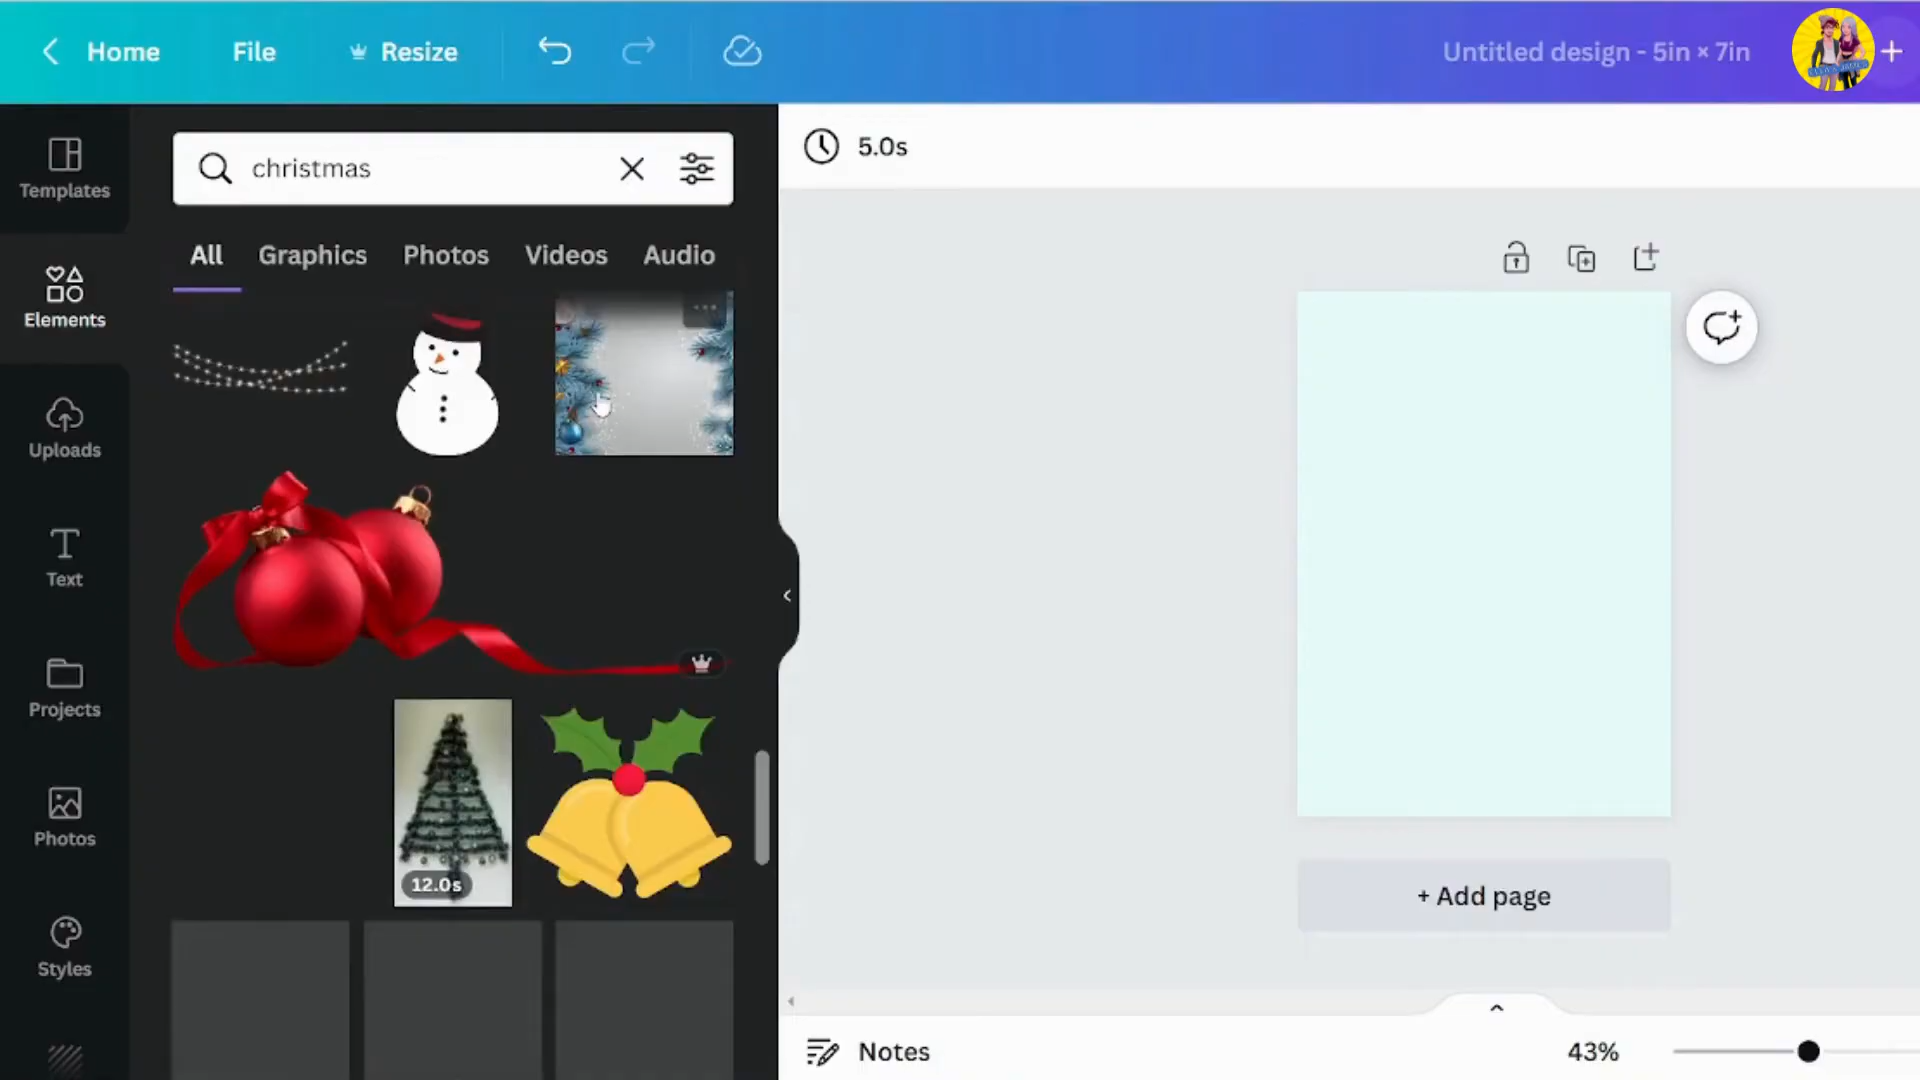 Home
File
Resize
Untitled design - 5in × 7in
Templates
christmas
5.0s
All
Graphics
Photos
Videos
Audio
Elements
Uploads
Text
Projects
12.0s
Photos
+ Add page
Styles
Notes
43%